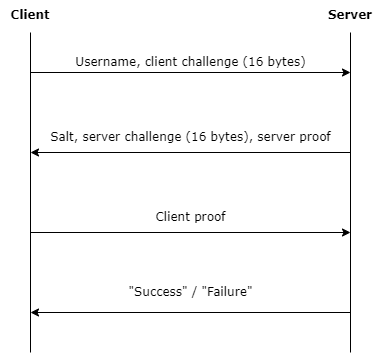 Client
Server
Username, client challenge (16 bytes)
Salt, server challenge (16 bytes), server proof
Client proof
"Success" / "Failure"